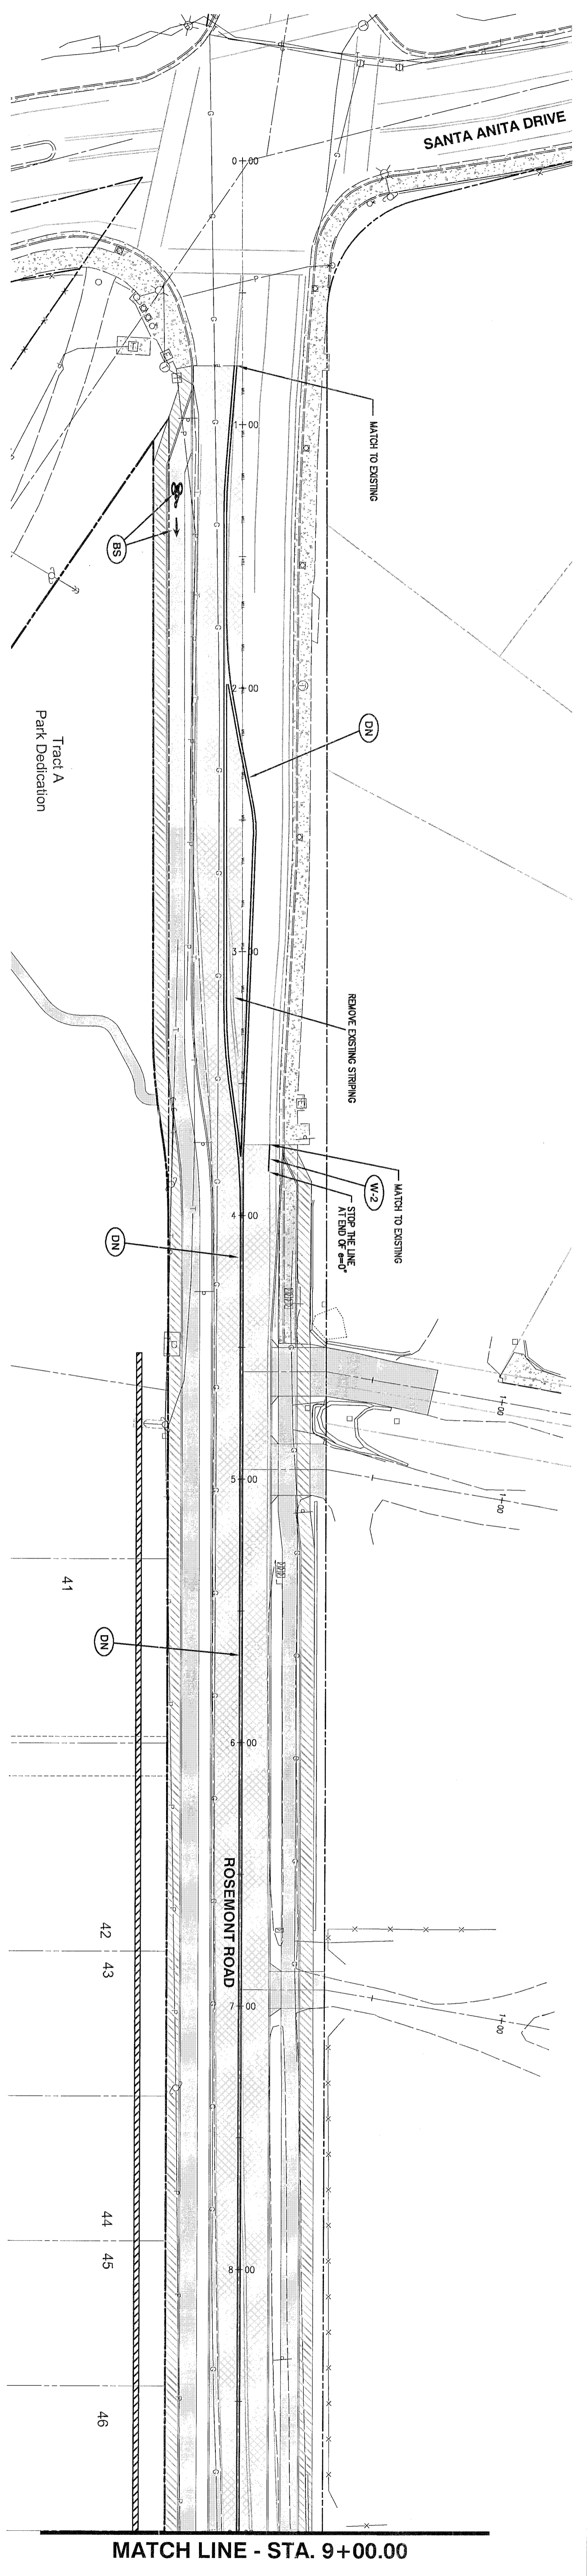 SANTA ANITA DRIVE
0+00
MATCH TO EXISTING
1+00
BS
2+00
DN
Tract A
Park Dedication
3+00
REMOVE EXISTING STRIPING
MATCH TO EXISTING
W-2
STOP THE LINE
AT END OF e=0"
4+00
DN
1+00
5+00
1+00
41
DN
6+00
ROSEMONT ROAD
42
43
7+00
1+00
44
45
8+00
46
MATCH LINE - STA. 9+00.00